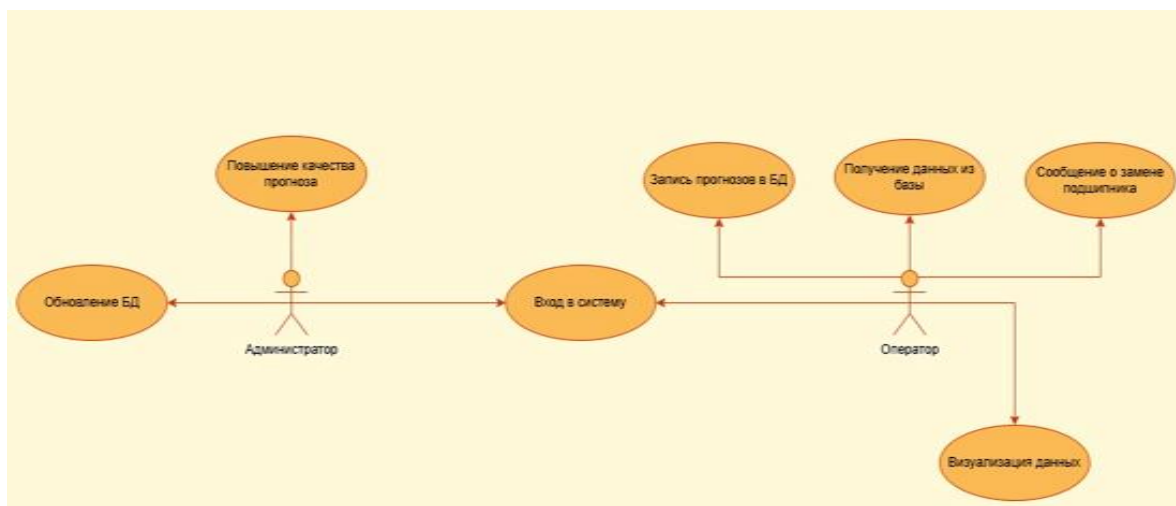 Повышение качества
прогноза
Запись прогнозов в БД
Получение данных из
базы
Сообщение о замене
подшипника
Обновление БД
Вход в систему
Администратор
Оператор
Визуализация данных